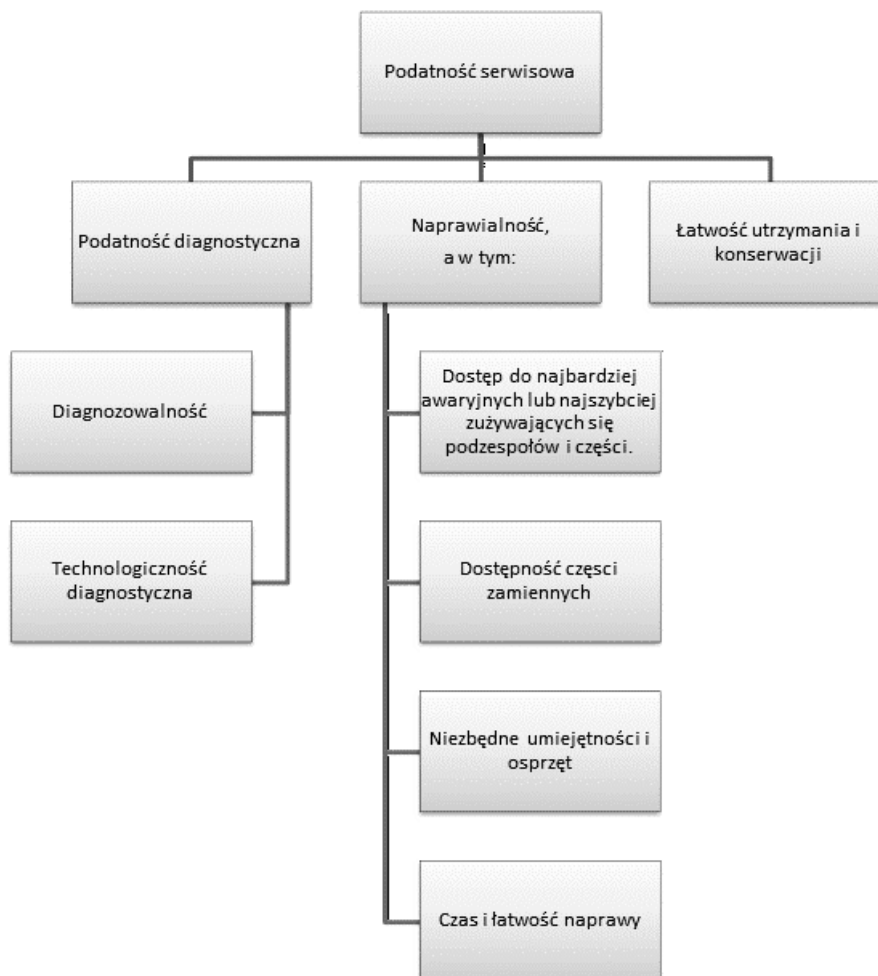 Podatność serwisowa
Podatność diagnostyczna
Naprawialność,
a w tym:
Łatwość utrzymania i
konserwacji
Diagnozowalność
Technologiczność
diagnostyczna
Dostęp do najbardziej
awaryjnych lub najszybciej
zużywających się
podzespołów i części.
Dostępność częsci
zamiennych
Niezbędne umiejętności i
osprzęt
Czas i łatwość naprawy